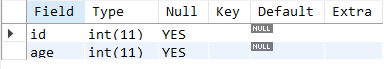 Field Type Null Key Default Extra
id int(11) YES NULL
age int(11) YES NULL